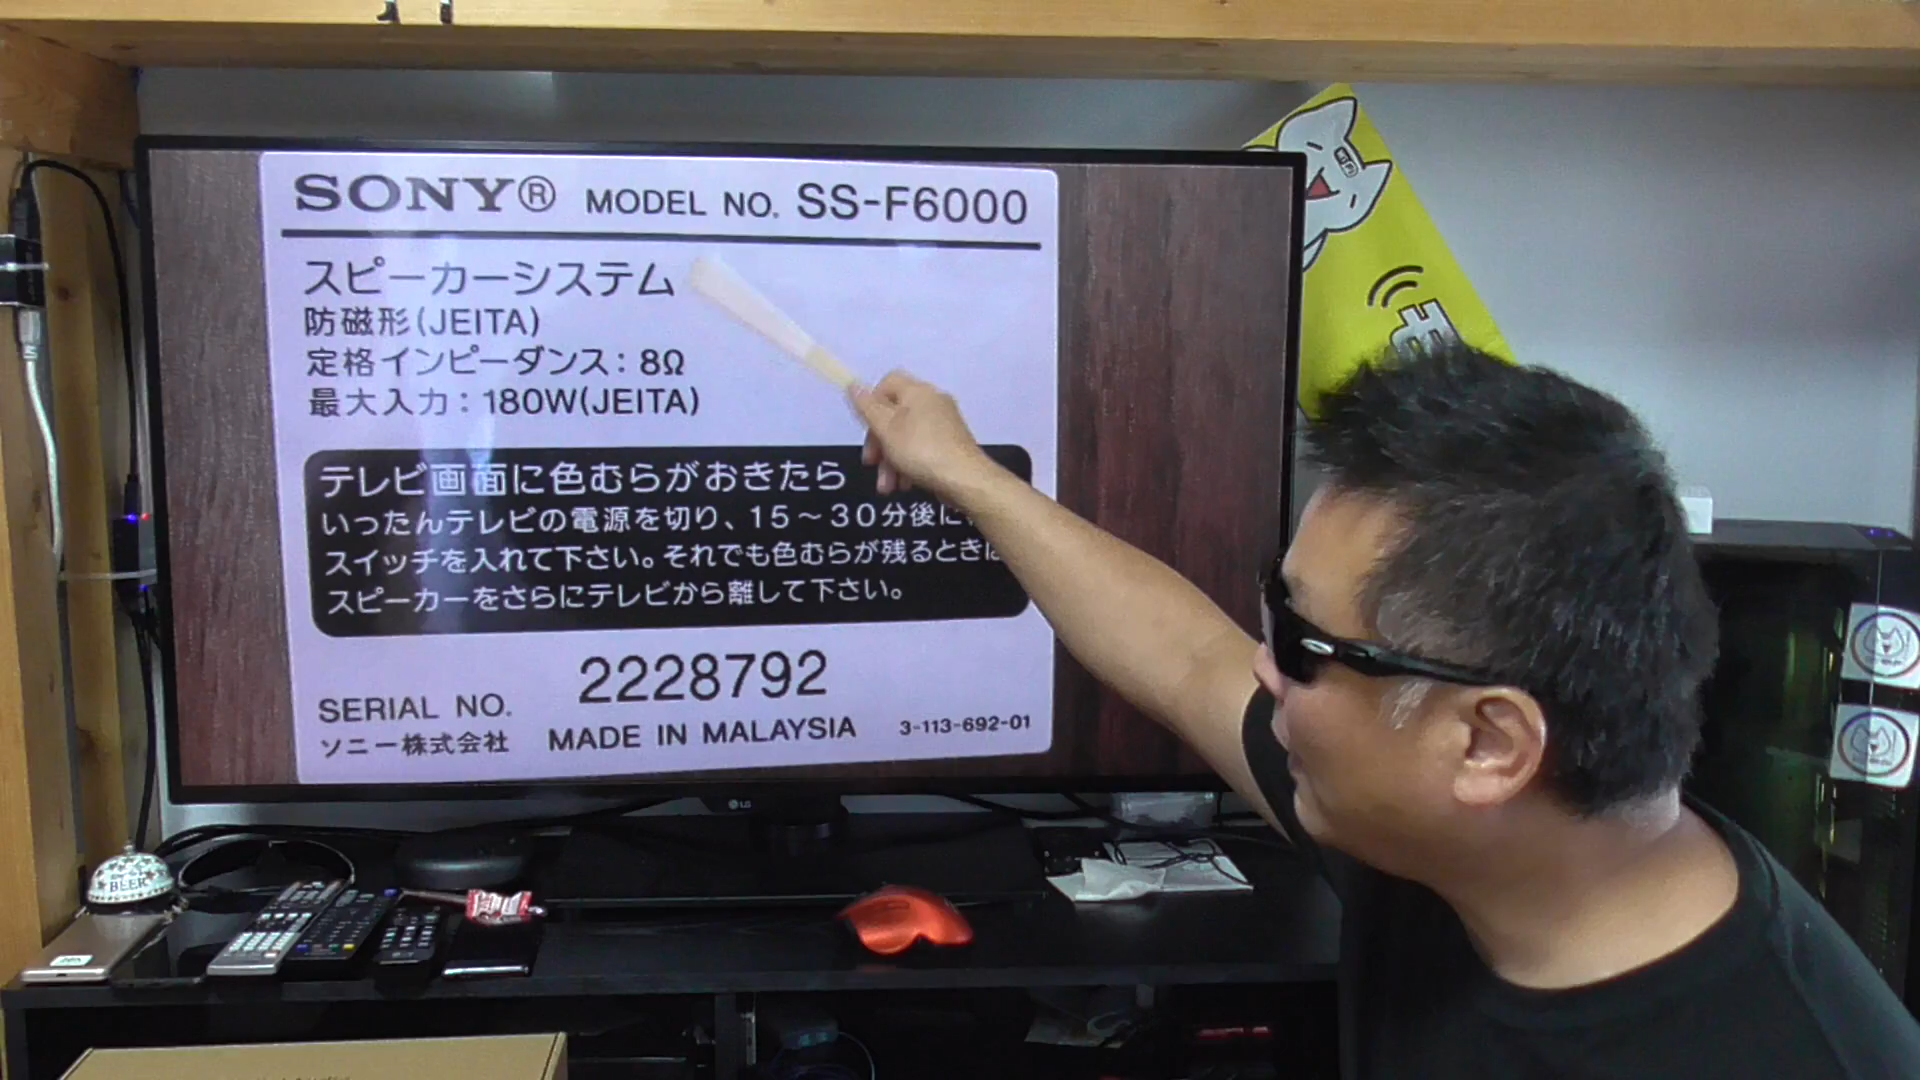 SONY® MODEL NO. SS-F6000
スピーカーシステム
防磁形(JEITA)
定格インピーダンス：8Ω
最大入力：180W(JEITA)
テレビ画面に色むらがおきたら
いったんテレビの電源を切り、15～30分後に
スイッチを入れて下さい。それでも色むらが残るときは
スピーカーをさらにテレビから離して下さい。
SERIAL NO. 2228792
ソニー株式会社 MADE IN MALAYSIA 3-113-692-01
LG
BEER